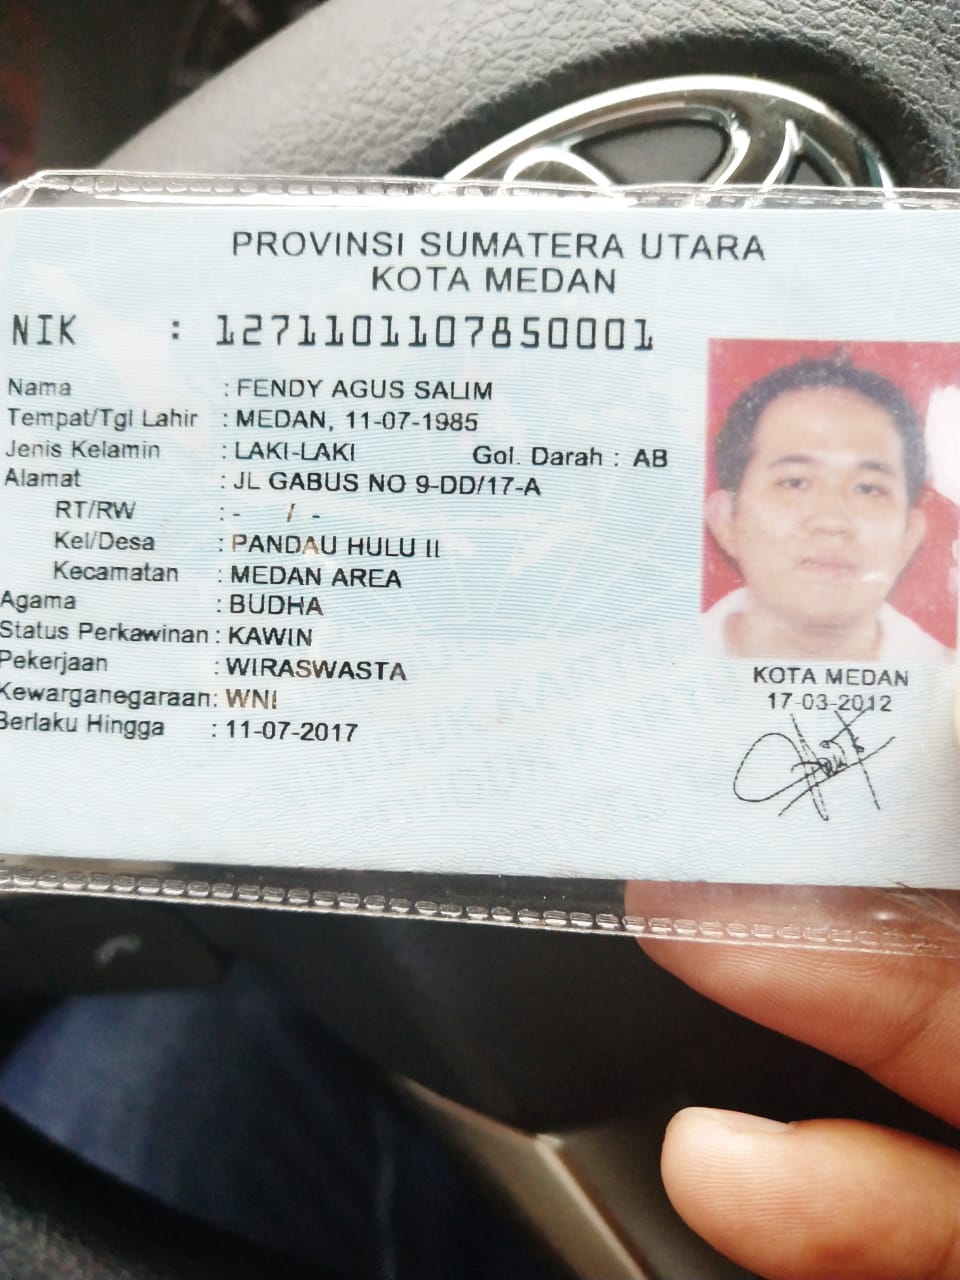 PROVINSI SUMATERA UTARA
KOTA MEDAN
NIK : 1271101107850001
Nama : FENDY AGUS SALIM
Tempat/Tgl Lahir : MEDAN, 11-07-1985
Jenis Kelamin : LAKI-LAKI Gol. Darah : AB
Alamat : JL GABUS NO 9-DD/17-A
RT/RW : - / -
Kel/Desa : PANDAU HULU II
Kecamatan : MEDAN AREA
Agama : BUDHA
Status Perkawinan : KAWIN
Pekerjaan : WIRASWASTA
Kewarganegaraan: WNI
Berlaku Hingga : 11-07-2017
KOTA MEDAN
17-03-2012